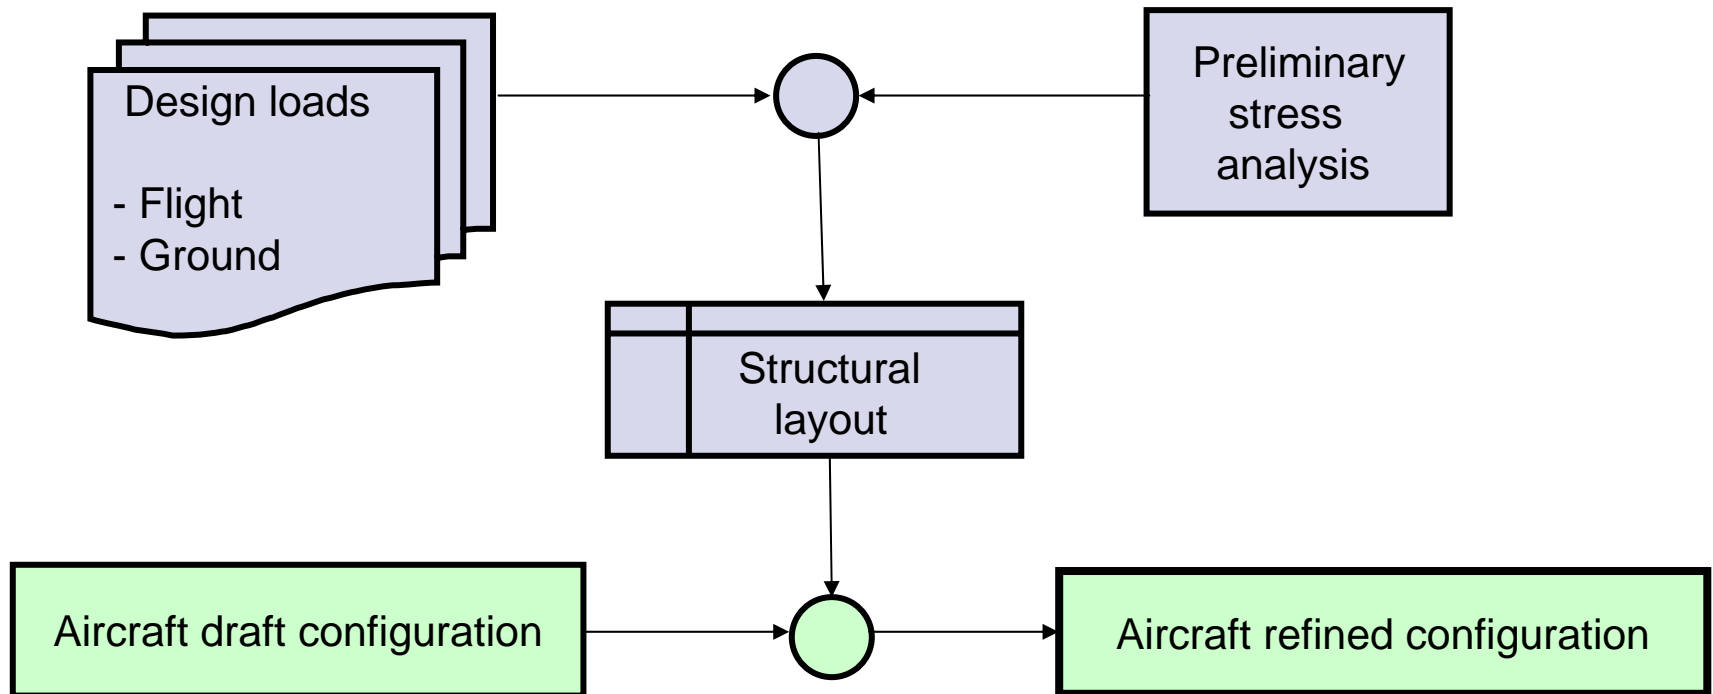 Design loads
- Flight
- Ground
Preliminary
stress
analysis
Structural
layout
Aircraft draft configuration
Aircraft refined configuration